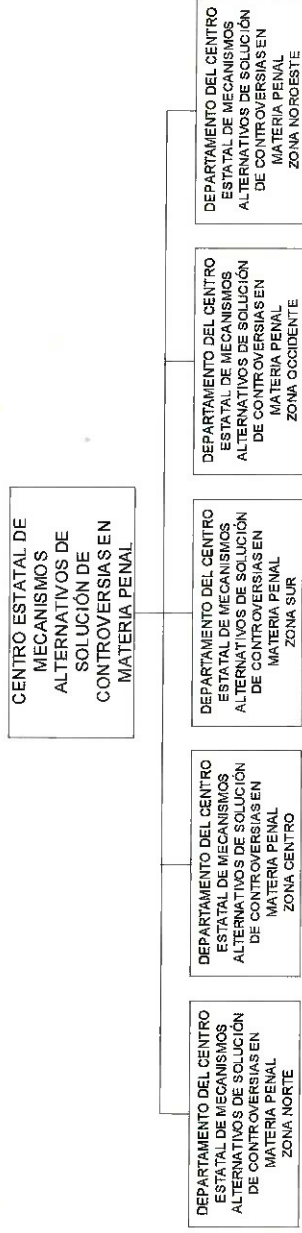 CENTRO ESTATAL DE
MECANISMOS
ALTERNATIVOS DE
SOLUCIÓN DE
CONTROVERSIAS EN
MATERIA PENAL
DEPARTAMENTO DEL CENTRO
ESTATAL DE MECANISMOS
ALTERNATIVOS DE SOLUCIÓN
DE CONTROVERSIAS EN
MATERIA PENAL
ZONA NORTE
DEPARTAMENTO DEL CENTRO
ESTATAL DE MECANISMOS
ALTERNATIVOS DE SOLUCIÓN
DE CONTROVERSIAS EN
MATERIA PENAL
ZONA CENTRO
DEPARTAMENTO DEL CENTRO
ESTATAL DE MECANISMOS
ALTERNATIVOS DE SOLUCIÓN
DE CONTROVERSIAS EN
MATERIA PENAL
ZONA SUR
DEPARTAMENTO DEL CENTRO
ESTATAL DE MECANISMOS
ALTERNATIVOS DE SOLUCIÓN
DE CONTROVERSIAS EN
MATERIA PENAL
ZONA OCCIDENTE
DEPARTAMENTO DEL CENTRO
ESTATAL DE MECANISMOS
ALTERNATIVOS DE SOLUCIÓN
DE CONTROVERSIAS EN
MATERIA PENAL
ZONA NOROESTE